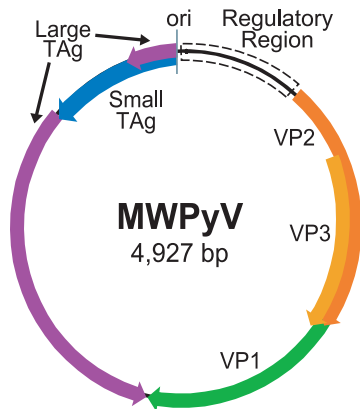 ori
Regulatory
Region
Large
TAg
Small
TAg
VP2
VP3
MWPyV
4,927 bp
VP1